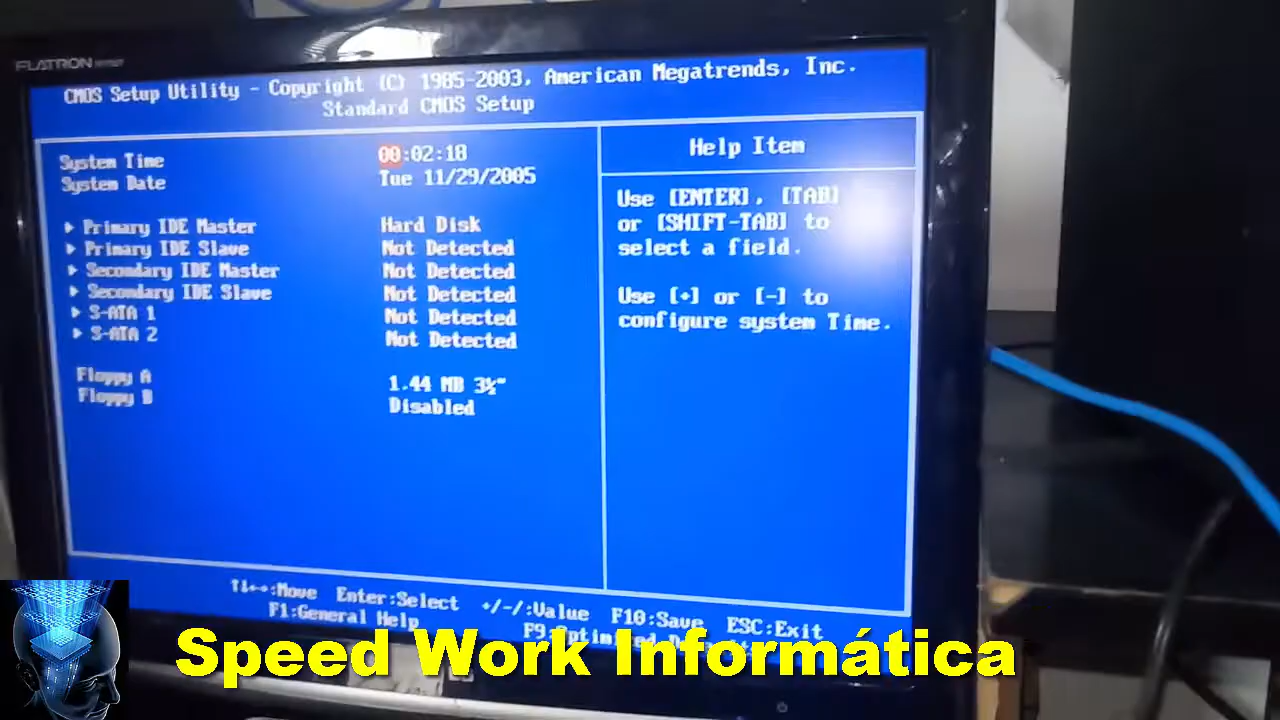 FLATRON
CMOS Setup Utility - Copyright (C) 1985-2003, American Megatrends, Inc.
Standard CMOS Setup
System Time 00:02:18
System Date Tue 11/29/2005
Primary IDE Master Hard Disk
Primary IDE Slave Not Detected
Secondary IDE Master Not Detected
Secondary IDE Slave Not Detected
S-ATA 1 Not Detected
S-ATA 2 Not Detected
Floppy A 1.44 MB 3½"
Floppy B Disabled
Help Item
Use [ENTER], [TAB]
or [SHIFT-TAB] to
select a field.
Use [+] or [-] to
configure system Time.
↑↓←→:Move Enter:Select +/-/:Value F10:Save ESC:Exit
F1:General Help F9:Optimized
Speed Work Informática